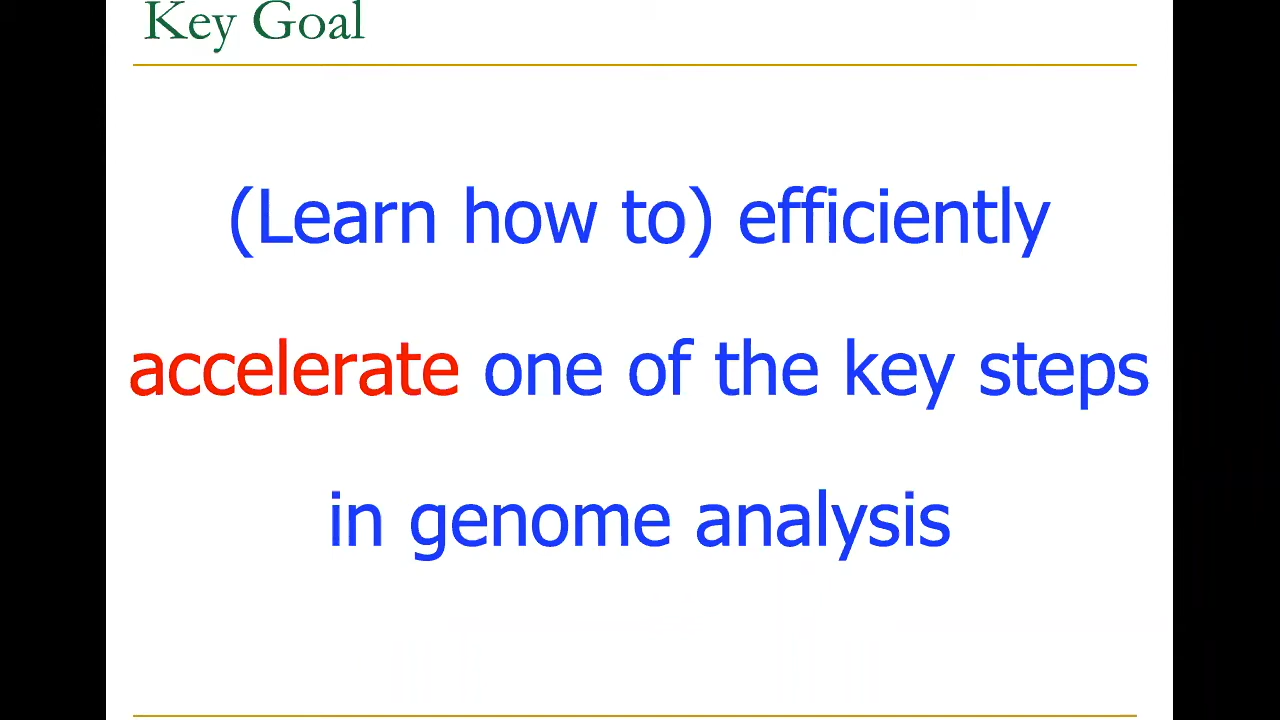 Key Goal
(Learn how to) efficiently
accelerate one of the key steps
in genome analysis